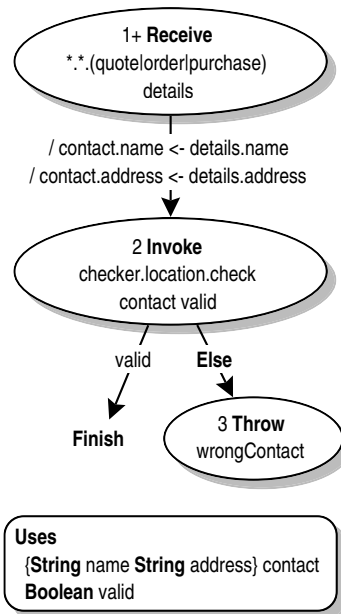 1+ Receive
*.*.(quote|order|purchase)
details
/ contact.name <- details.name
/ contact.address <- details.address
2 Invoke
checker.location.check
contact valid
valid Else
Finish
3 Throw
wrongContact
Uses
{String name String address} contact
Boolean valid